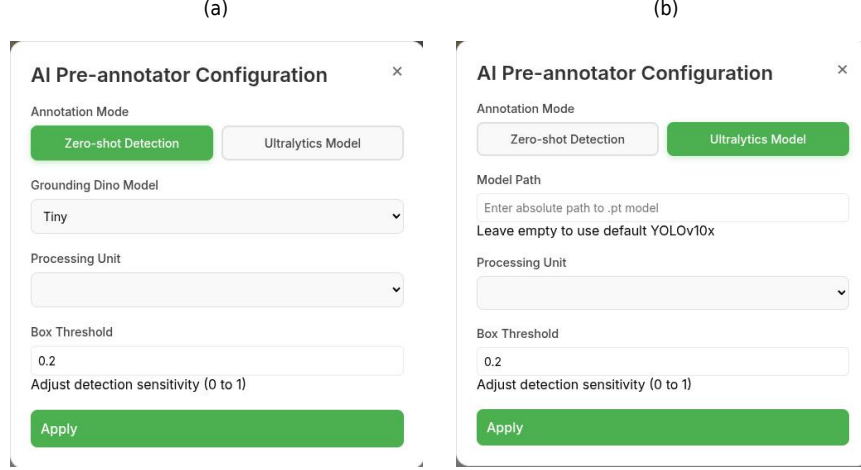 (a)
AI Pre-annotator Configuration ×
Annotation Mode
Zero-shot Detection Ultralytics Model
Grounding Dino Model
Tiny
Processing Unit
Box Threshold
0.2
Adjust detection sensitivity (0 to 1)
Apply
(b)
AI Pre-annotator Configuration ×
Annotation Mode
Zero-shot Detection Ultralytics Model
Model Path
Enter absolute path to .pt model
Leave empty to use default YOLOv10x
Processing Unit
Box Threshold
0.2
Adjust detection sensitivity (0 to 1)
Apply